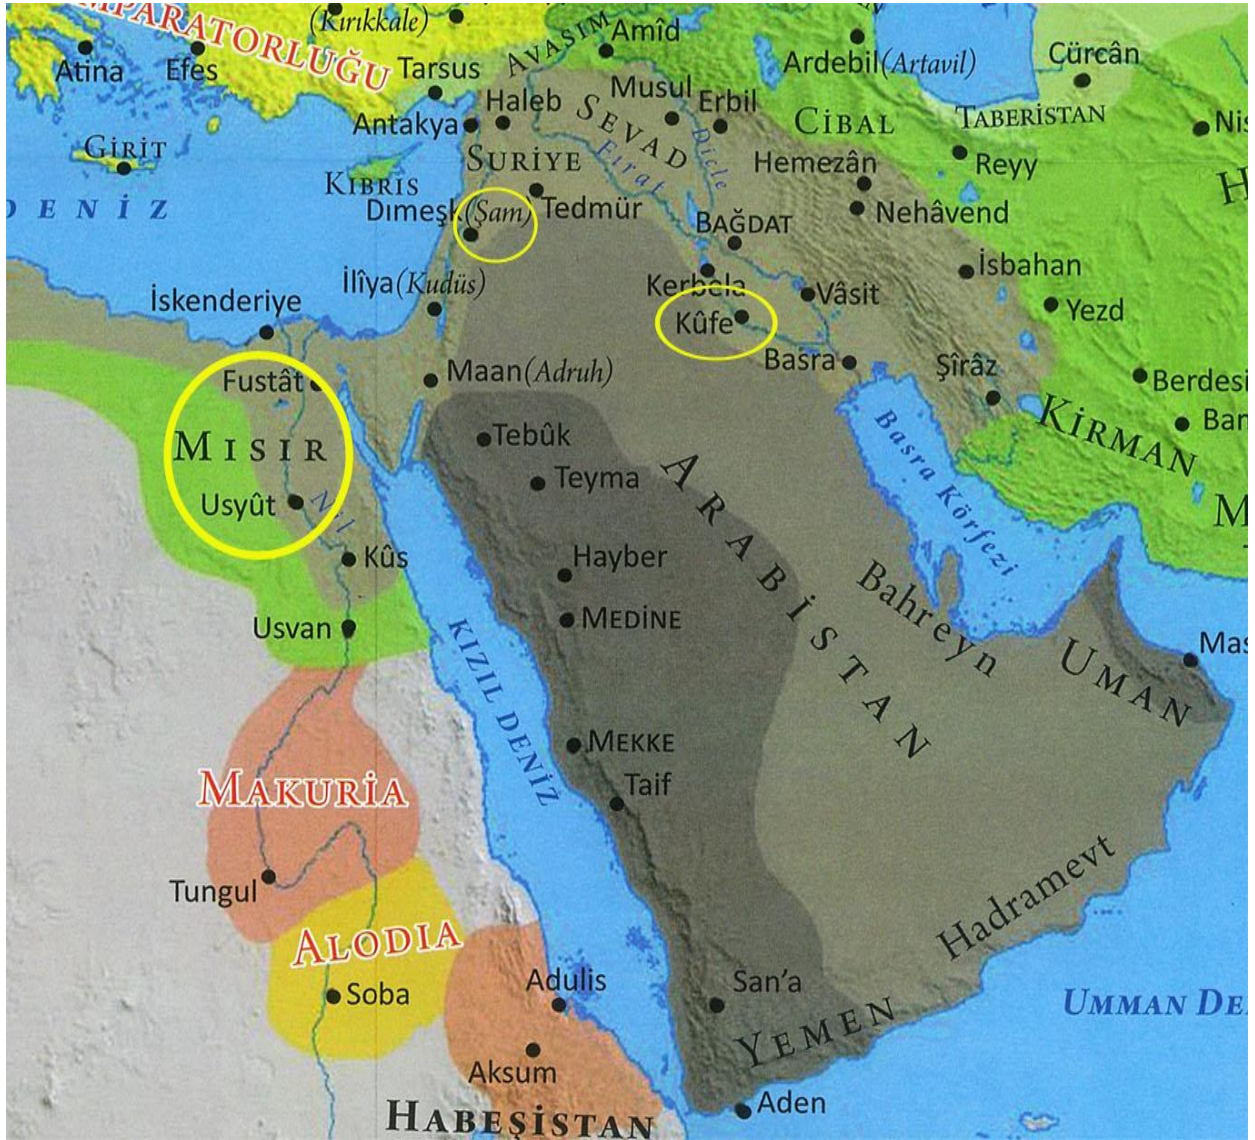 MPARATORLUĞU
(Kırıkkale)
AVASIM
Amîd
Ardebil(Artavil)
Cürcân
Atina
Efes
Tarsus
Musul
Erbil
CİBAL
TABERİSTAN
Haleb
SEVAD
Antakya
Nis
GİRİT
SURİYE
Fırat
Dicle
Hemezân
Reyy
KIBRIS
H
DENİZ
Dımeşk(Şam)
Tedmür
BAĞDAT
Nehâvend
İlîya(Kudüs)
Kerbela
Vâsit
İsbahan
İskenderiye
Kûfe
Yezd
Basra
Şîrâz
Fustât
Maan(Adruh)
Berdesi
MISIR
Tebûk
KİRMAN
Ban
Usyût
Nil
Teyma
ARABİSTAN
Basra Körfezi
M
Kûs
Hayber
Bahreyn
Usvan
MEDİNE
UMAN
Mas
KIZIL DENİZ
MEKKE
MAKURİA
Taif
Tungul
Hadramevt
ALODIA
Soba
Adulis
San’a
YEMEN
UMMAN DE
Aksum
HABEŞİSTAN
Aden